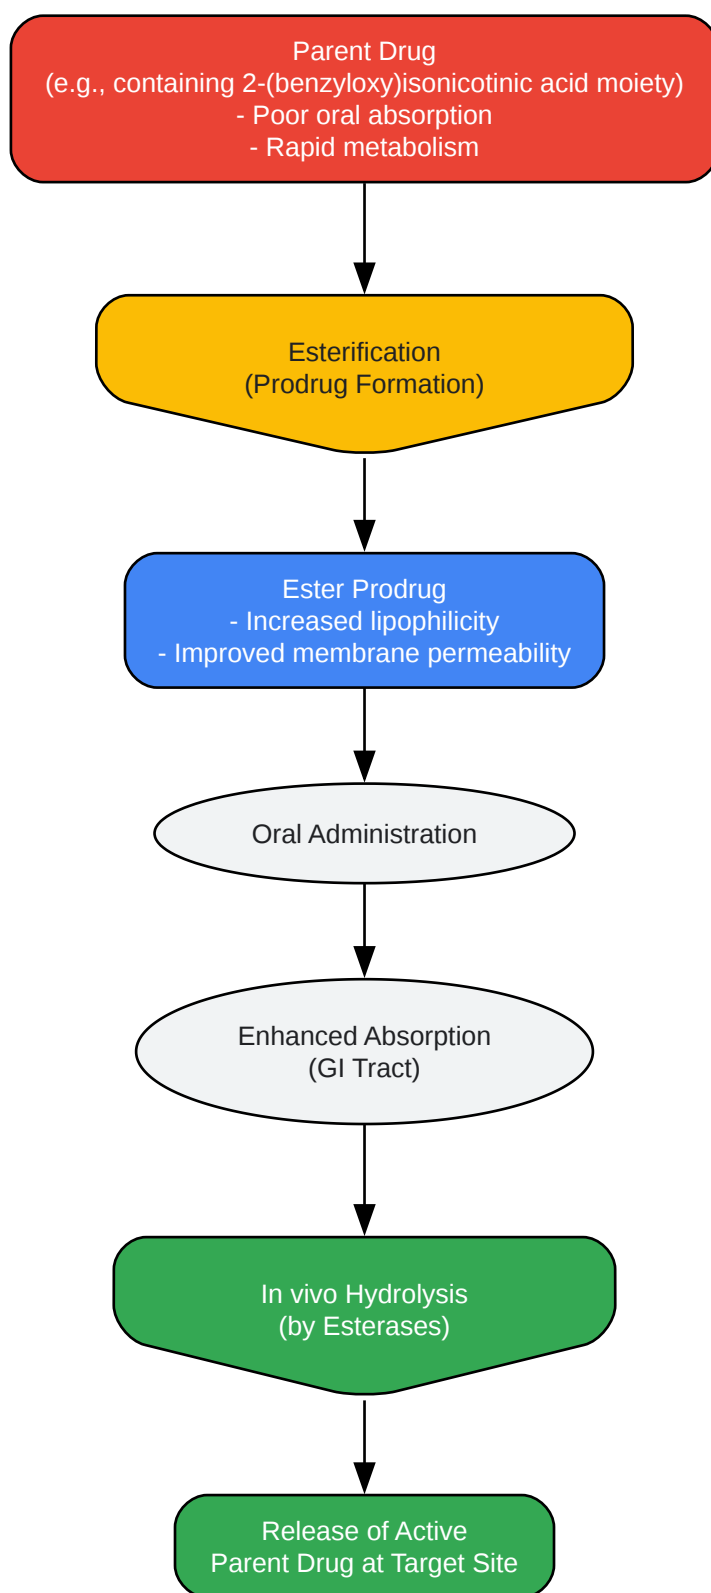 Parent Drug
(e.g., containing 2-(benzyloxy)isonicotinic acid moiety)
- Poor oral absorption
- Rapid metabolism
Esterification
(Prodrug Formation)
Ester Prodrug
- Increased lipophilicity
- Improved membrane permeability
Oral Administration
Enhanced Absorption
(GI Tract)
In vivo Hydrolysis
(by Esterases)
Release of Active
Parent Drug at Target Site